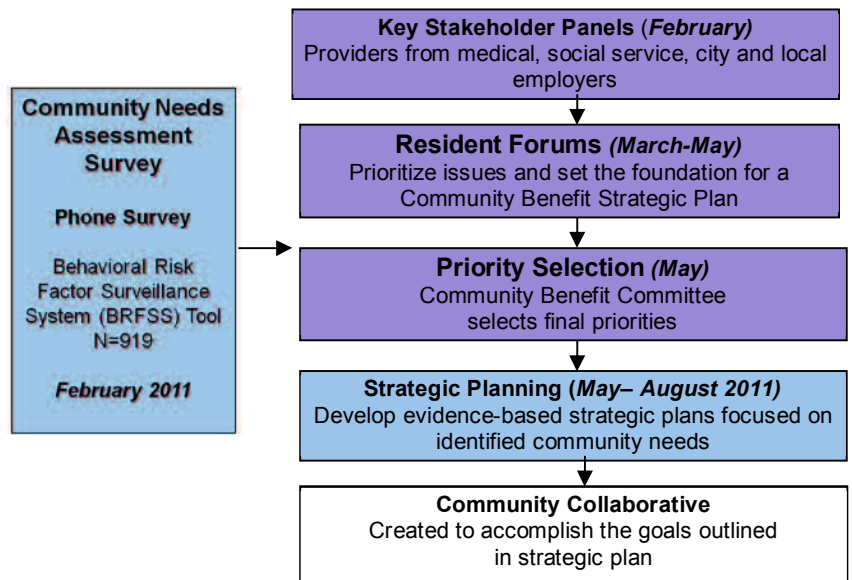 Community Needs
Assessment
Survey
Phone Survey
Behavioral Risk
Factor Surveillance
System (BRFSS) Tool
N=919
February 2011
Key Stakeholder Panels (February)
Providers from medical, social service, city and local
employers
Resident Forums (March-May)
Prioritize issues and set the foundation for a
Community Benefit Strategic Plan
Priority Selection (May)
Community Benefit Committee
selects final priorities
Strategic Planning (May– August 2011)
Develop evidence-based strategic plans focused on
identified community needs
Community Collaborative
Created to accomplish the goals outlined
in strategic plan